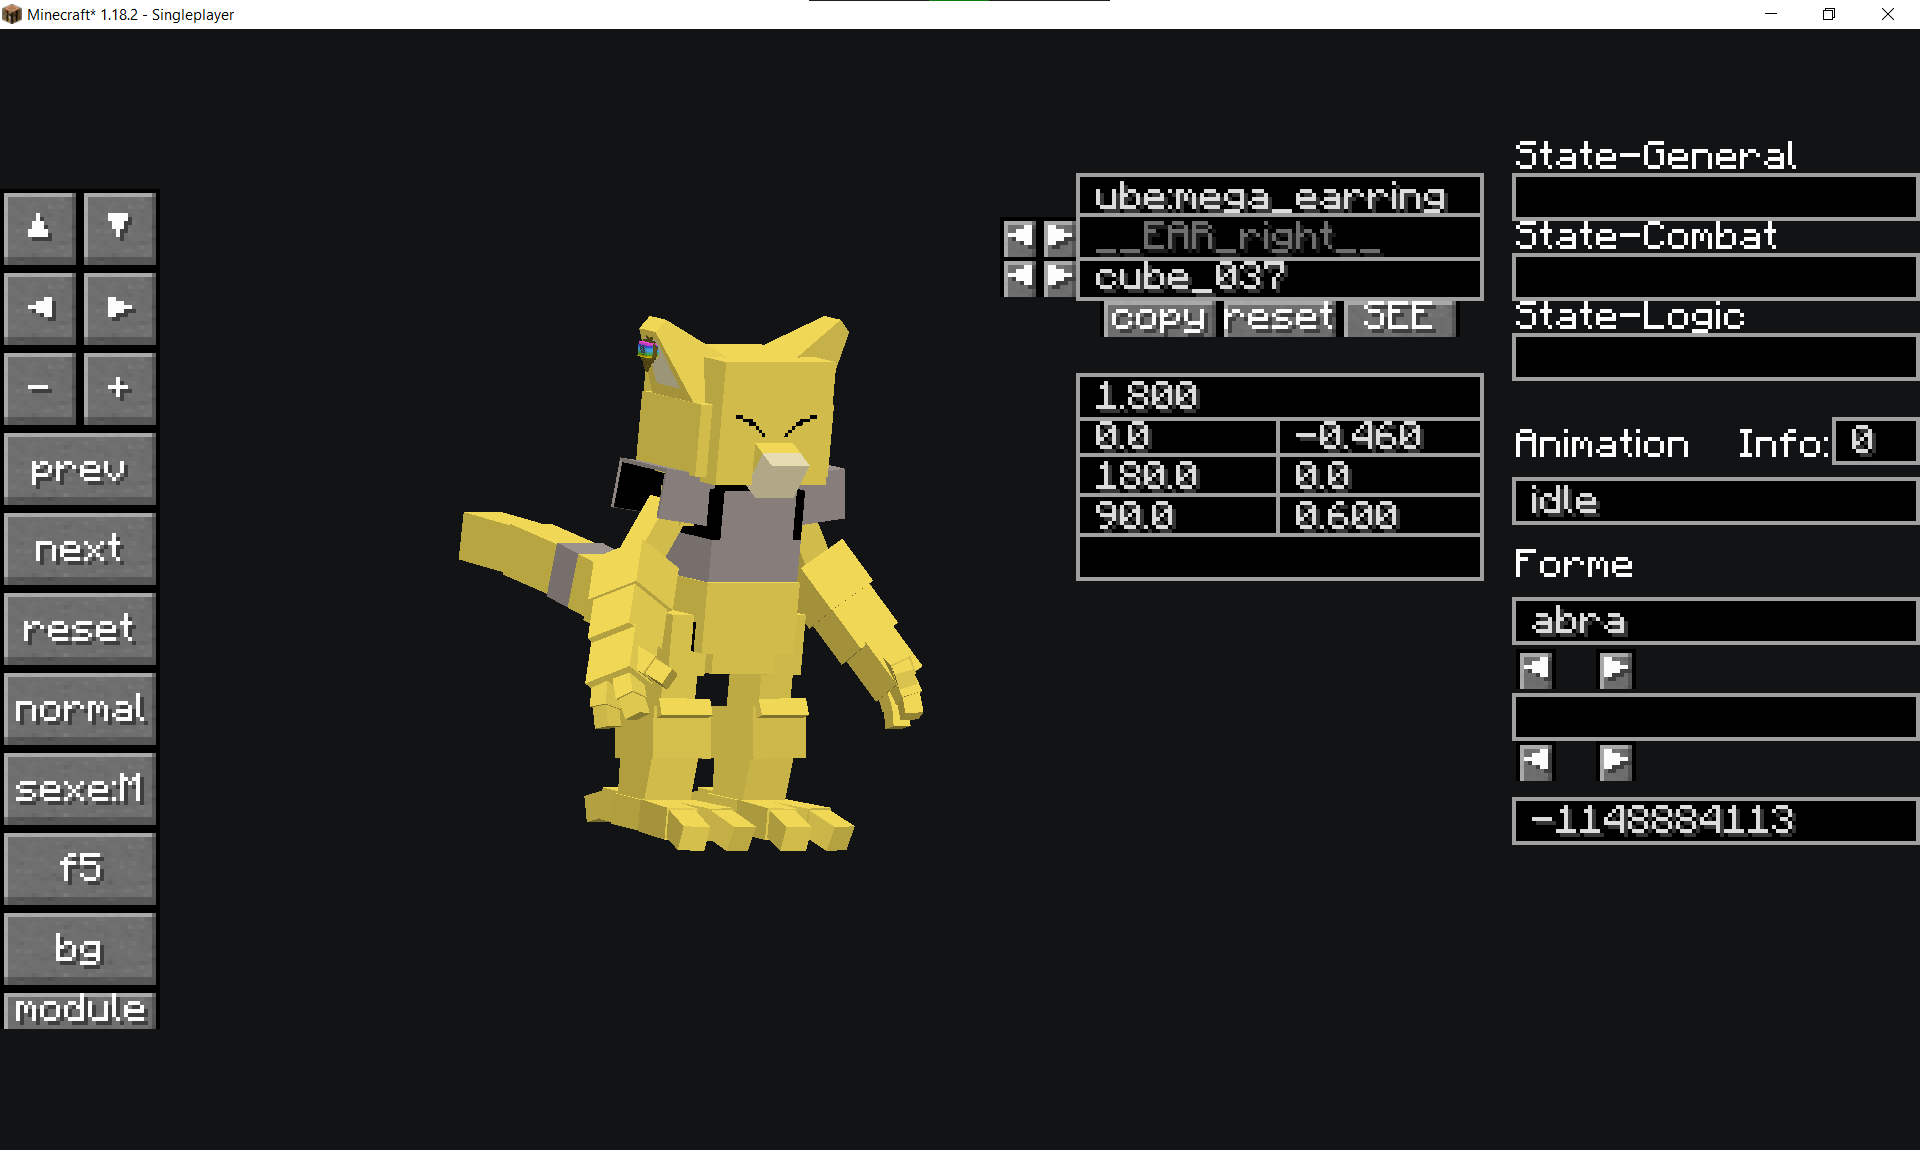 Minecraft* 1.18.2 - Singleplayer
prev
next
reset
normal
sexe:M
f5
bg
module
ube:mega_earring
__EAR_right__
cube_037
copy reset SEE
1.800
0.0 -0.460
180.0 0.0
90.0 0.600
State-General
State-Combat
State-Logic
Animation Info: 0
idle
Forme
abra
-1148884113